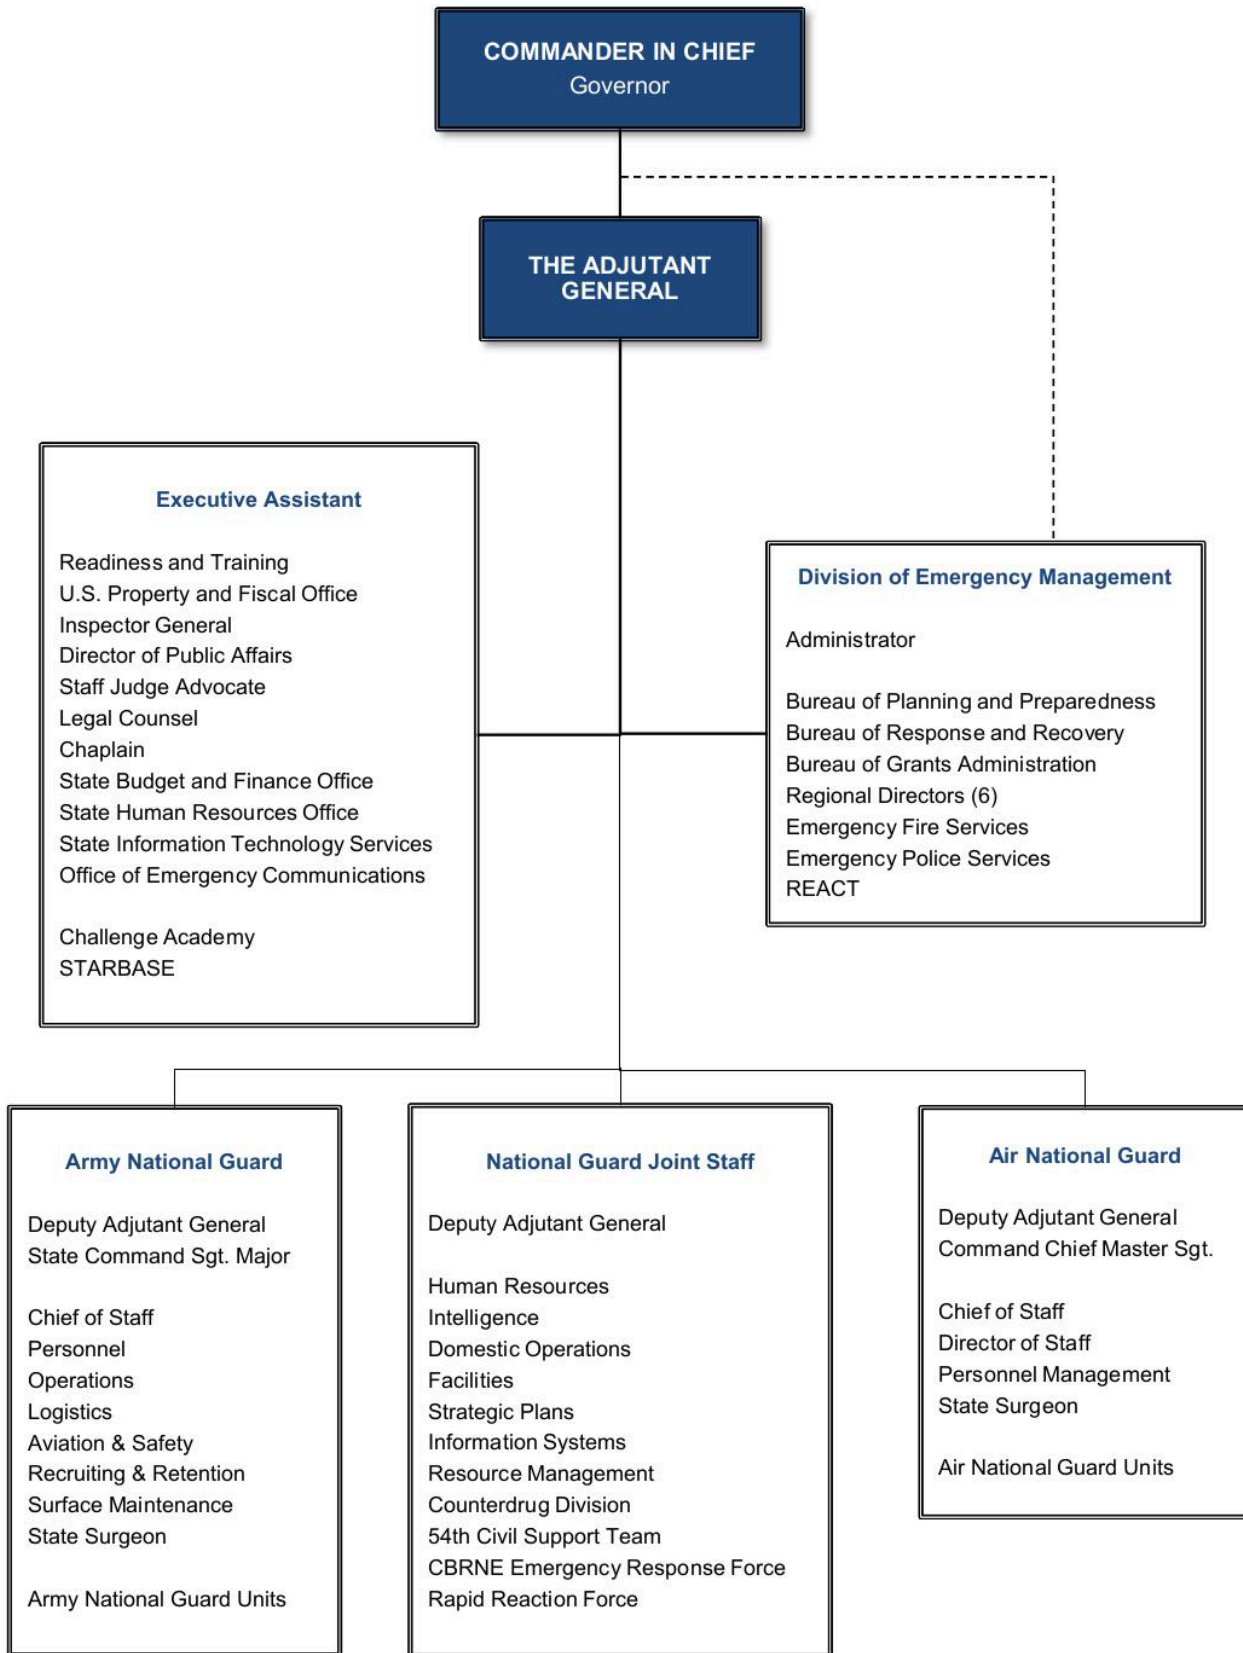 COMMANDER IN CHIEF
Governor
THE ADJUTANT
GENERAL
Executive Assistant
Readiness and Training
U.S. Property and Fiscal Office
Inspector General
Director of Public Affairs
Staff Judge Advocate
Legal Counsel
Chaplain
State Budget and Finance Office
State Human Resources Office
State Information Technology Services
Office of Emergency Communications
Challenge Academy
STARBASE
Division of Emergency Management
Administrator
Bureau of Planning and Preparedness
Bureau of Response and Recovery
Bureau of Grants Administration
Regional Directors (6)
Emergency Fire Services
Emergency Police Services
REACT
Army National Guard
Deputy Adjutant General
State Command Sgt. Major
Chief of Staff
Personnel
Operations
Logistics
Aviation & Safety
Recruiting & Retention
Surface Maintenance
State Surgeon
Army National Guard Units
National Guard Joint Staff
Deputy Adjutant General
Human Resources
Intelligence
Domestic Operations
Facilities
Strategic Plans
Information Systems
Resource Management
Counterdrug Division
54th Civil Support Team
CBRNE Emergency Response Force
Rapid Reaction Force
Air National Guard
Deputy Adjutant General
Command Chief Master Sgt.
Chief of Staff
Director of Staff
Personnel Management
State Surgeon
Air National Guard Units